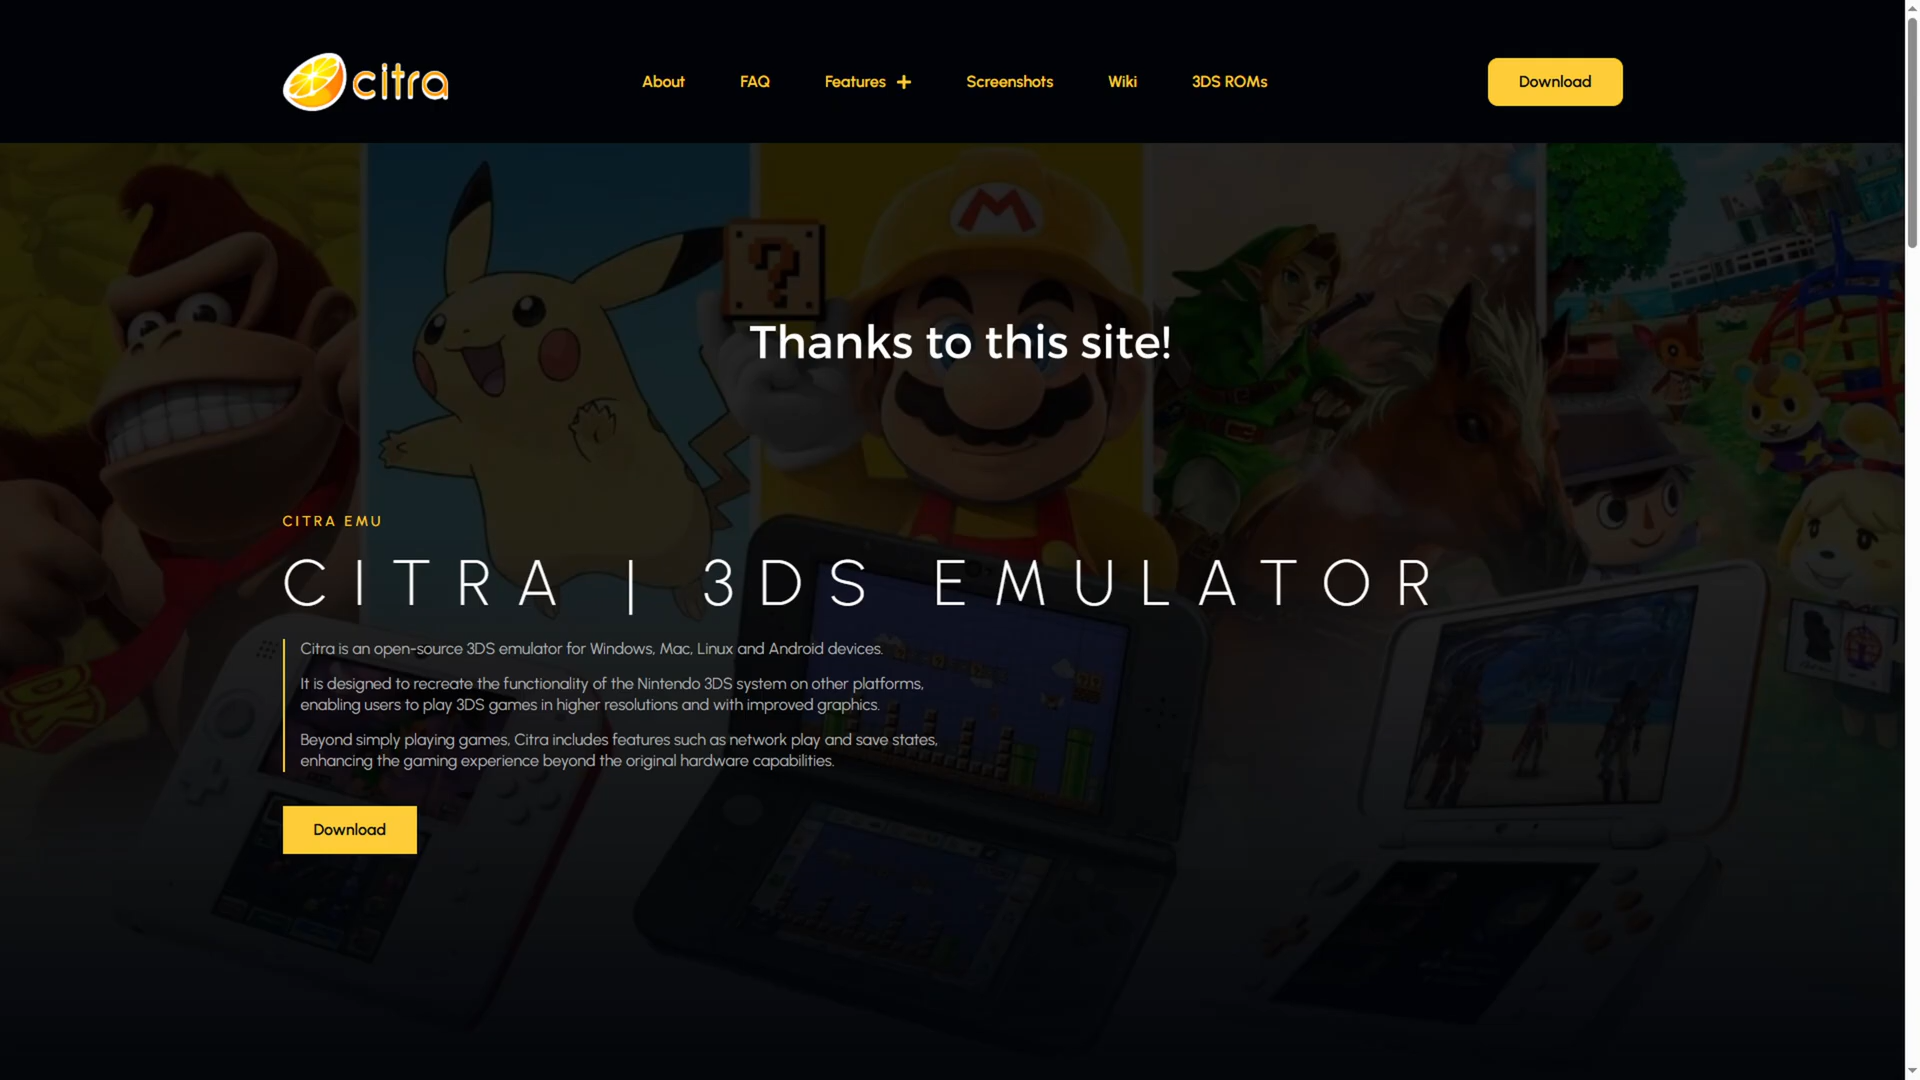 citra
About
FAQ
Features +
Screenshots
Wiki
3DS ROMs
Download
M
?
Thanks to this site!
CITRA EMU
CITRA | 3DS EMULATOR
Citra is an open-source 3DS emulator for Windows, Mac, Linux and Android devices.
It is designed to recreate the functionality of the Nintendo 3DS system on other platforms,
enabling users to play 3DS games in higher resolutions and with improved graphics.
DK
Beyond simply playing games, Citra includes features such as network play and save states,
enhancing the gaming experience beyond the original hardware capabilities.
Download